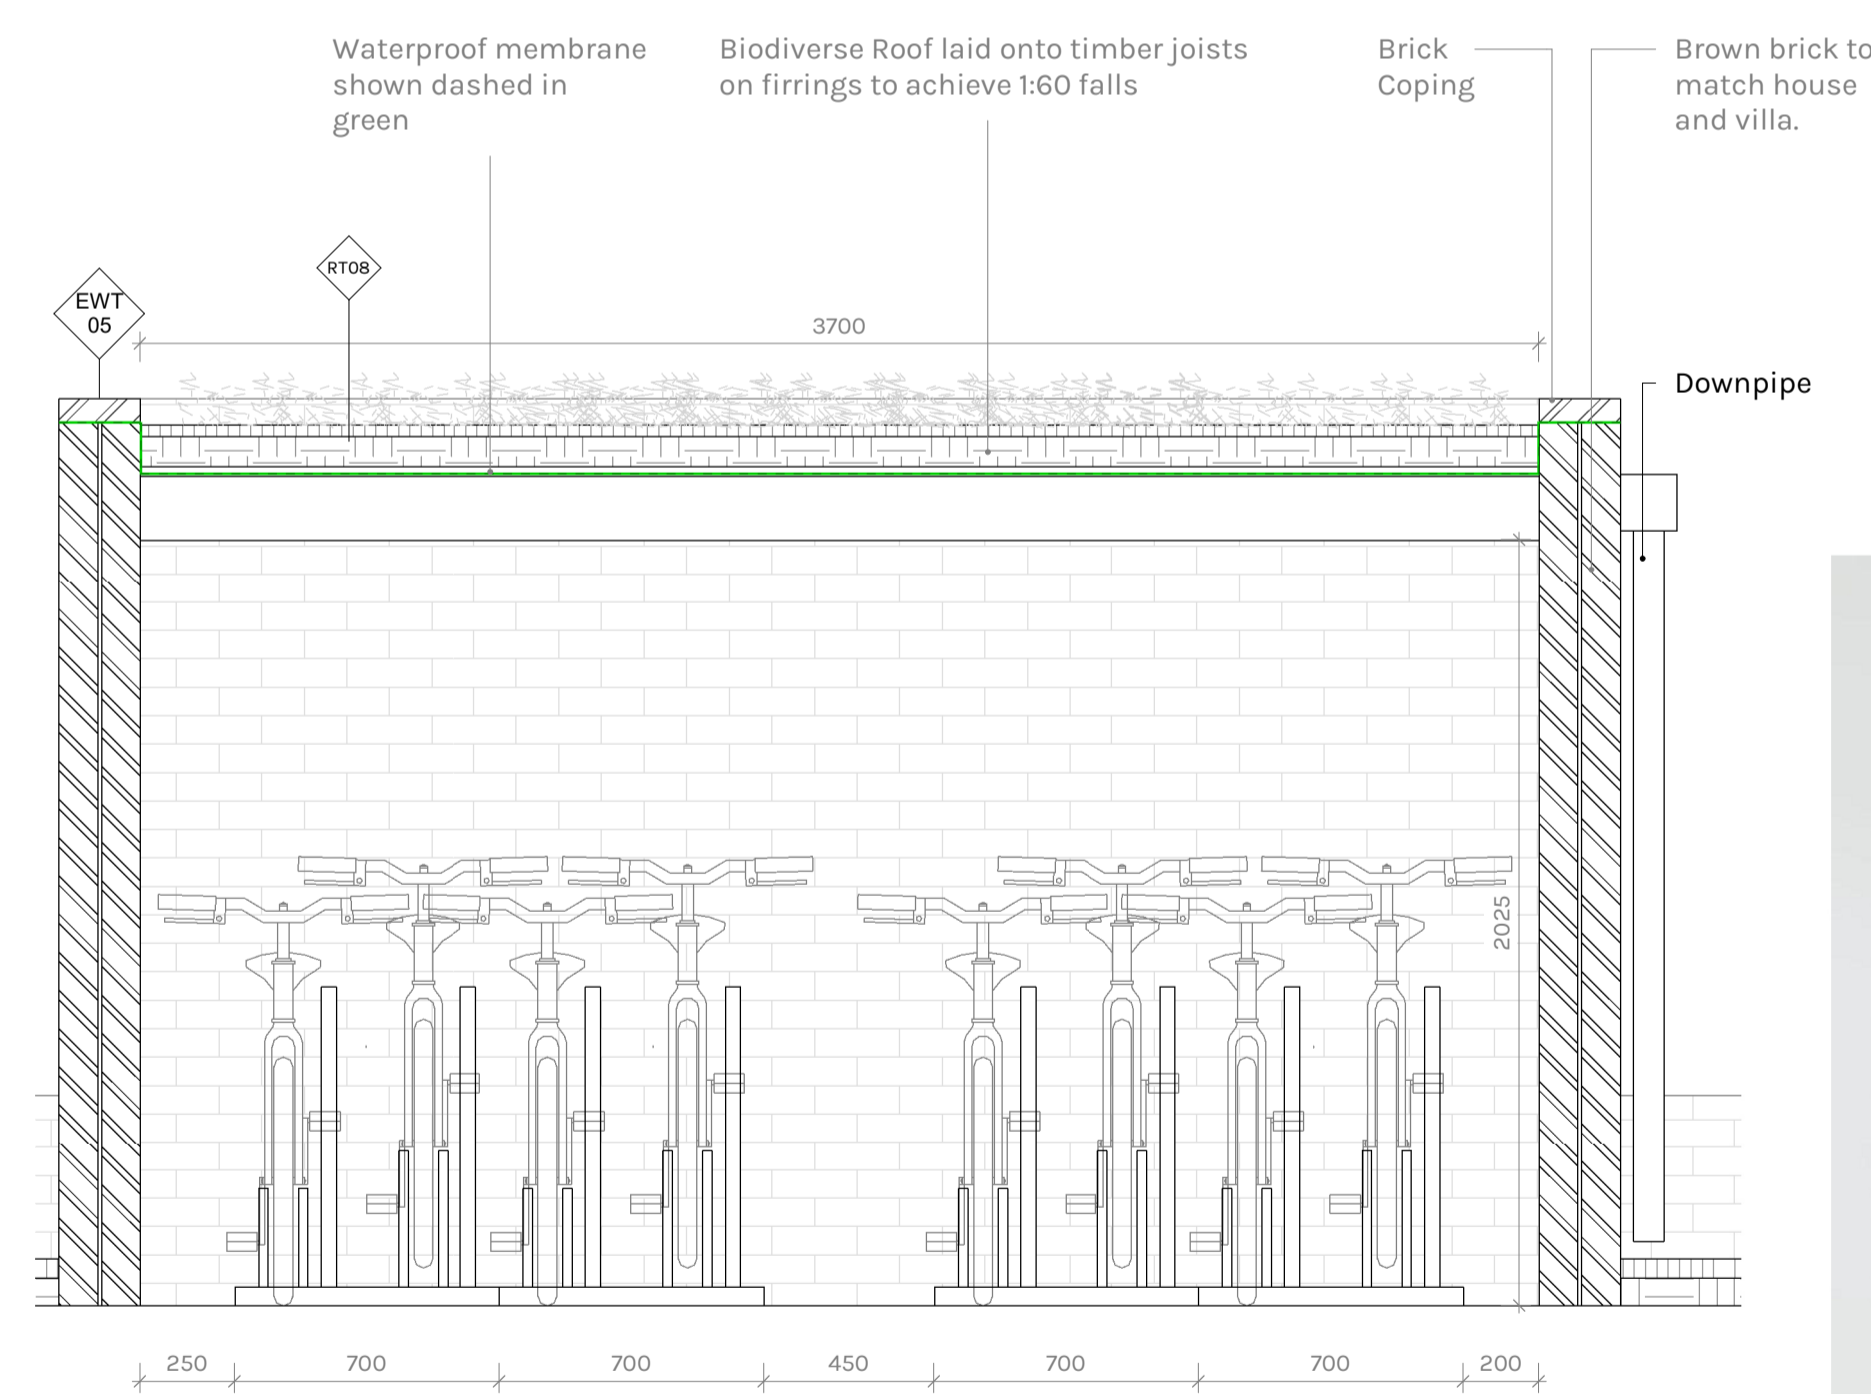 Waterproof membrane
shown dashed in
green
Biodiverse Roof laid onto timber joists
on firrings to achieve 1:60 falls
Brick
Coping
Brown brick to
match house
and villa.
RT08
EWT
05
3700
Downpipe
2025
250
700
700
450
700
700
200